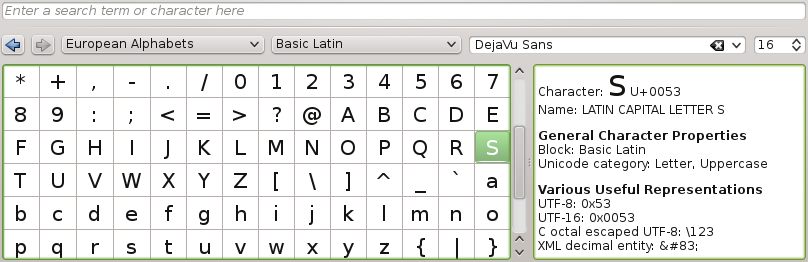 Enter a search term or character here
European Alphabets Basic Latin DejaVu Sans 16
* + , - . / 0 1 2 3 4 5 6 7
8 9 : ; < = > ? @ A B C D E
F G H I J K L M N O P Q R S
T U V W X Y Z [ \ ] ^ _ ` a
b c d e f g h i j k l m n o
p q r s t u v w x y z { | }
Character: S U+0053
Name: LATIN CAPITAL LETTER S
General Character Properties
Block: Basic Latin
Unicode category: Letter, Uppercase
Various Useful Representations
UTF-8: 0x53
UTF-16: 0x0053
C octal escaped UTF-8: \123
XML decimal entity: &#83;